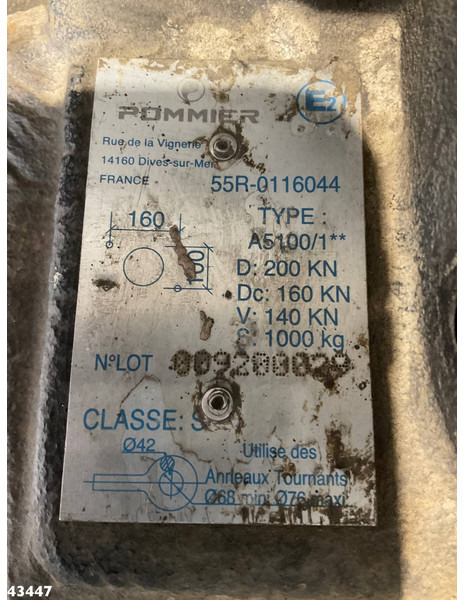 POMMIER E2
Rue de la Vignerie
14160 Dives-sur-Mer
FRANCE
55R-0116044
TYPE :
A5100/1**
160
100
D: 200 KN
Dc: 160 KN
V: 140 KN
S: 1000 kg
N°LOT
CLASSE: S
Ø42
Utilise des
Anneaux Tournants
Ø68 mini Ø76 maxi
43447